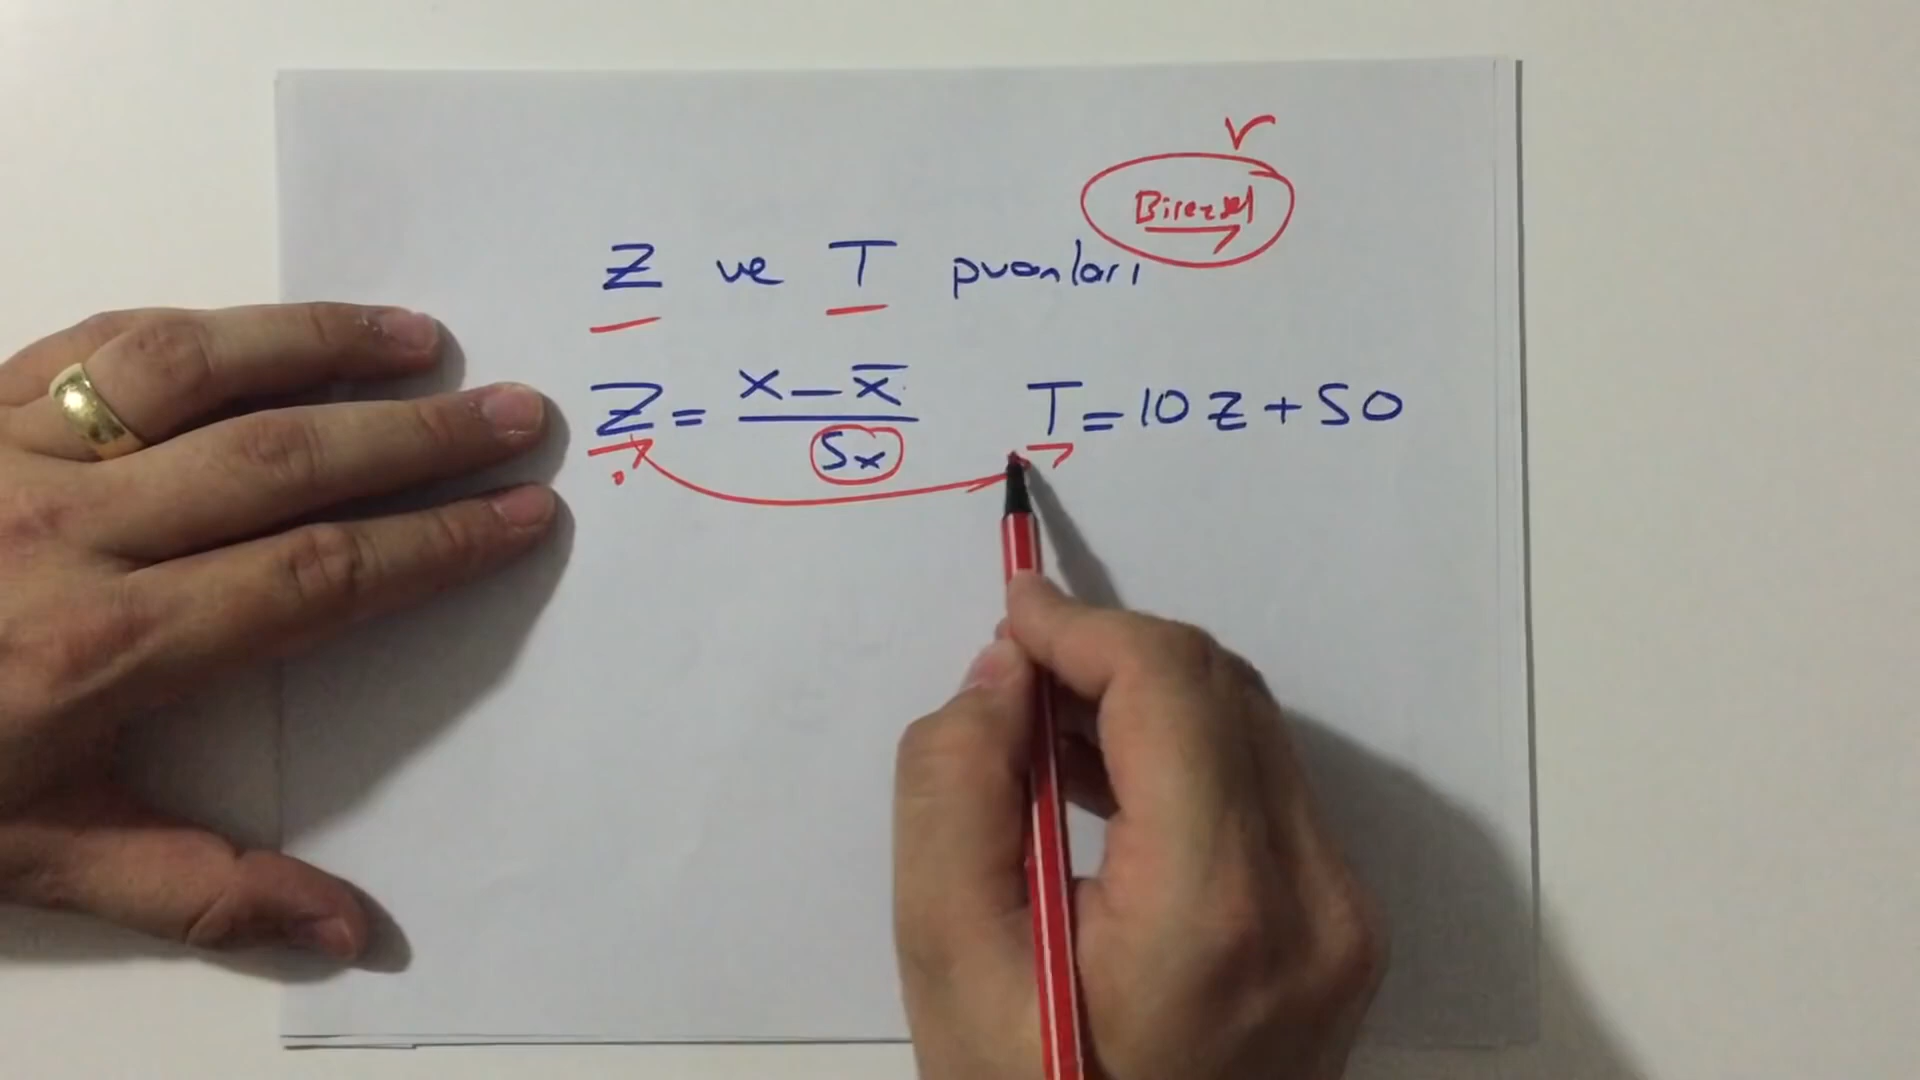 Bireysel
Z ve T puanları
Z = x - x̄ / Sx
T = 10 Z + 50